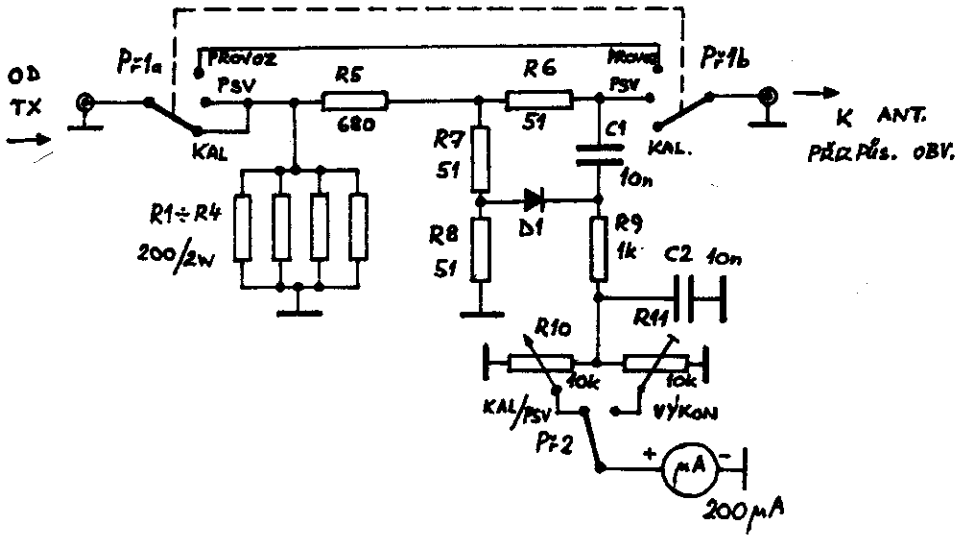 OD
TX
Př1a
PROVOZ
PSV
KAL
R5
680
R6
51
PROVOZ
PSV
KAL.
Př1b
K ANT.
PŘIZPŮS. OBV.
R1÷R4
200/2W
R7
51
R8
51
D1
C1
10n
R9
1k
C2 10n
R10
10k
R11
10k
KAL/PSV
VÝKON
Př2
+
μA
-
200μA